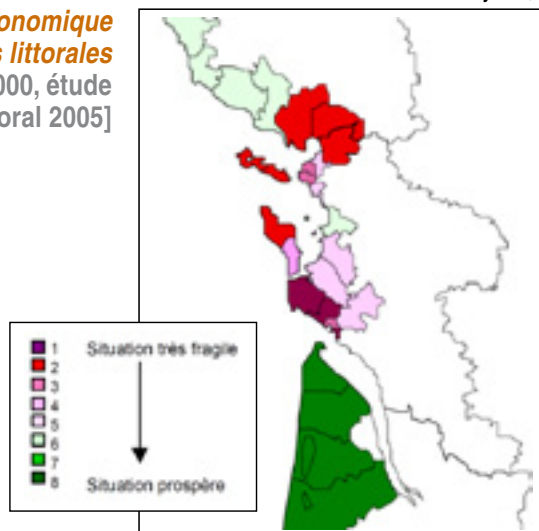 onomique
s littorales
000, étude
oral 2005]
1 Situation très fragile
2
3
4
5
6
7
8 Situation prospère